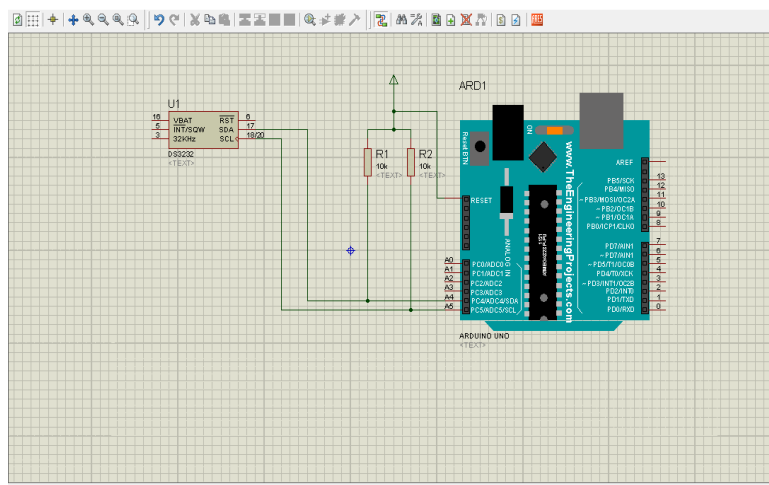 ARES
U1
16 VBAT RST 6
5 INT/SQW SDA 17
3 32KHz SCL 18/20
DS3232
<TEXT>
R1
10k
<TEXT>
R2
10k
<TEXT>
ARD1
ON
Reset BTN
www.TheEngineeringProjects.com
RESET
ANALOG IN
A0 PC0/ADC0
A1 PC1/ADC1
A2 PC2/ADC2
A3 PC3/ADC3
A4 PC4/ADC4/SDA
A5 PC5/ADC5/SCL
AREF
PB5/SCK 13
PB4/MISO 12
~ PB3/MOSI/OC2A 11
~ PB2/OC1B 10
~ PB1/OC1A 9
PB0/ICP1/CLKO 8
PD7/AIN1 7
~ PD7/AIN1 6
~ PD5/T1/OC0B 5
PD4/T0/XCK 4
~ PD3/INT1/OC2B 3
PD2/INT0 2
PD1/TXD 1
PD0/RXD 0
ARDUINO UNO
<TEXT>